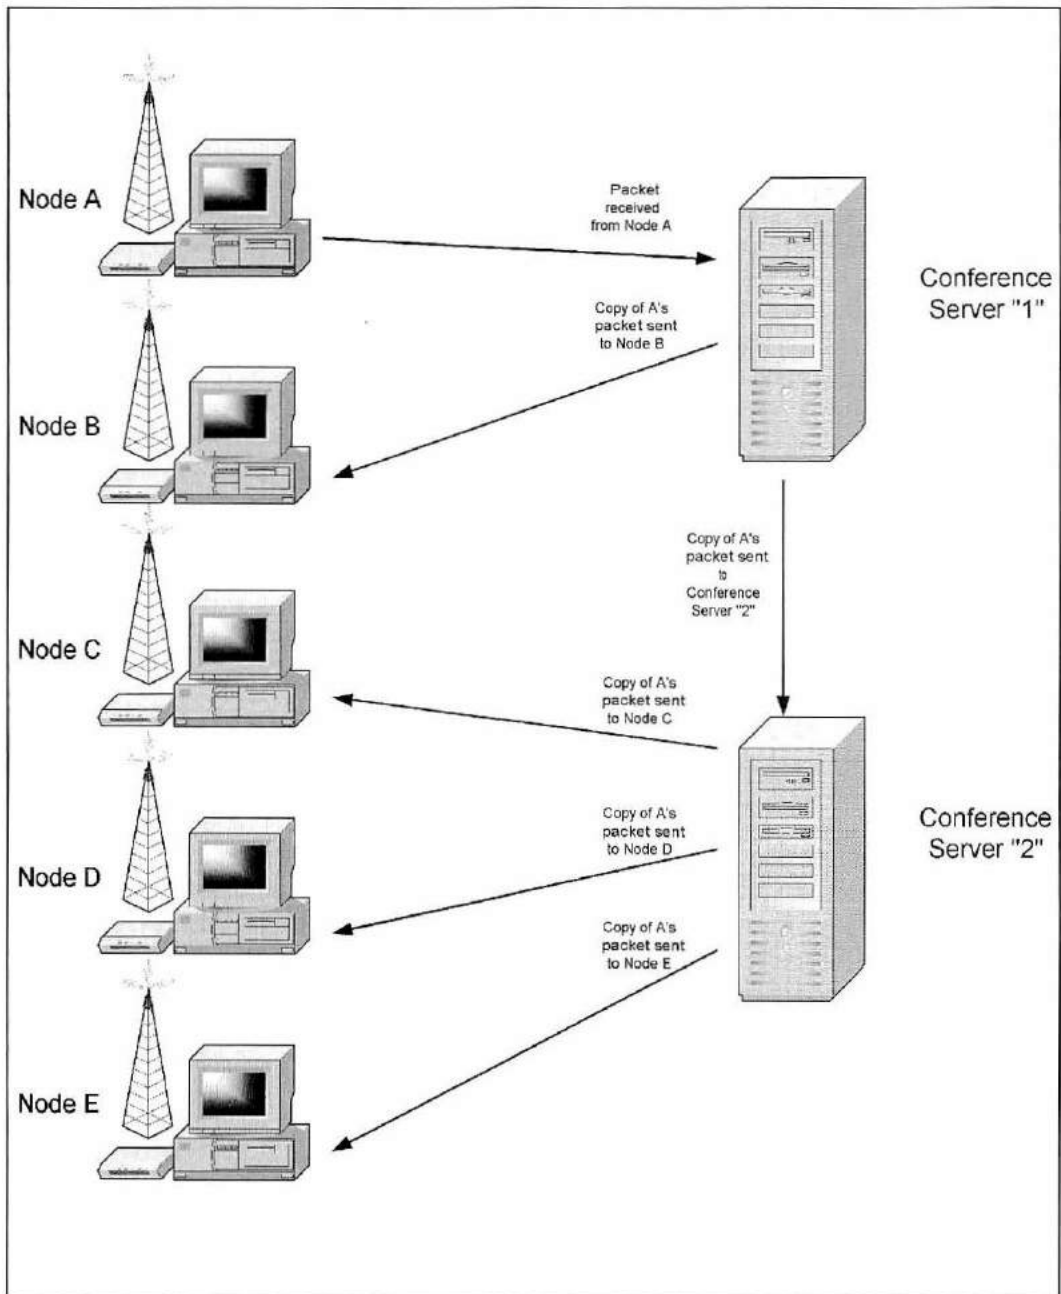 Node A
Packet
received
from Node A
Conference
Server "1"
Copy of A's
packet sent
to Node B
Node B
Copy of A's
packet sent
to
Conference
Server "2"
Node C
Copy of A's
packet sent
to Node C
Conference
Server "2"
Copy of A's
packet sent
to Node D
Node D
Copy of A's
packet sent
to Node E
Node E